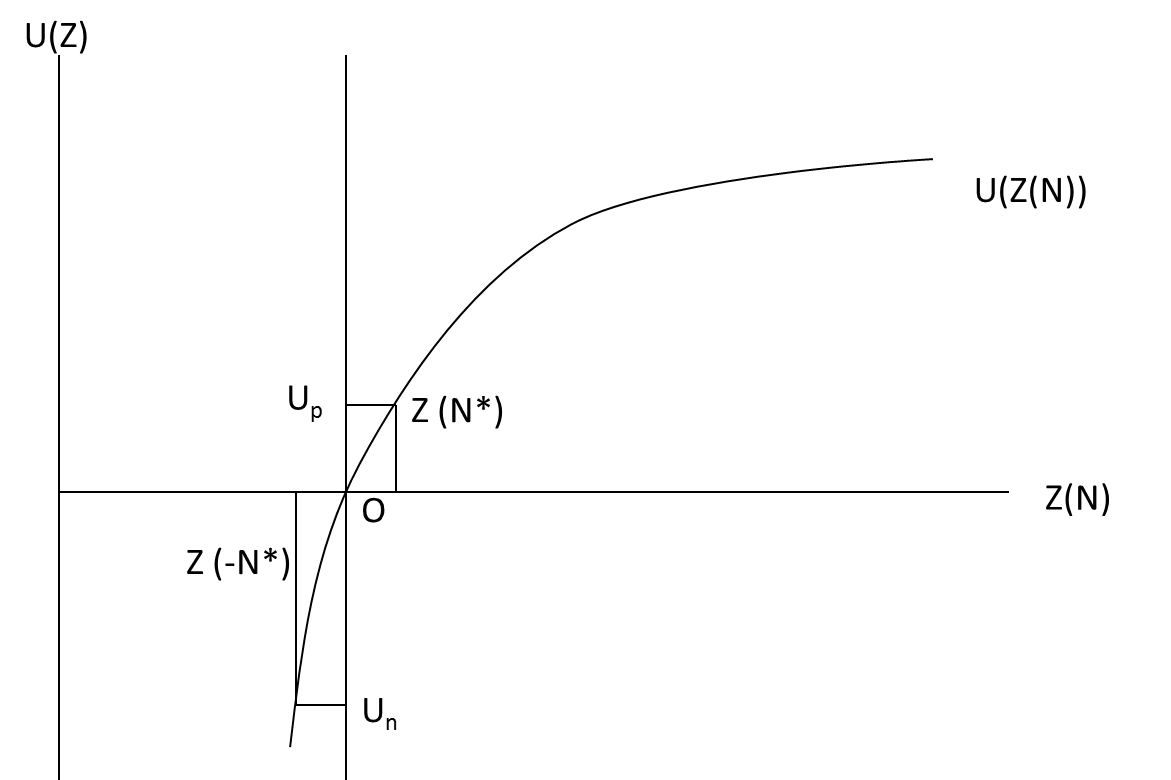 U(Z)
U(Z(N))
Uₚ
Z (N*)
Z(N)
O
Z (-N*)
Uₙ